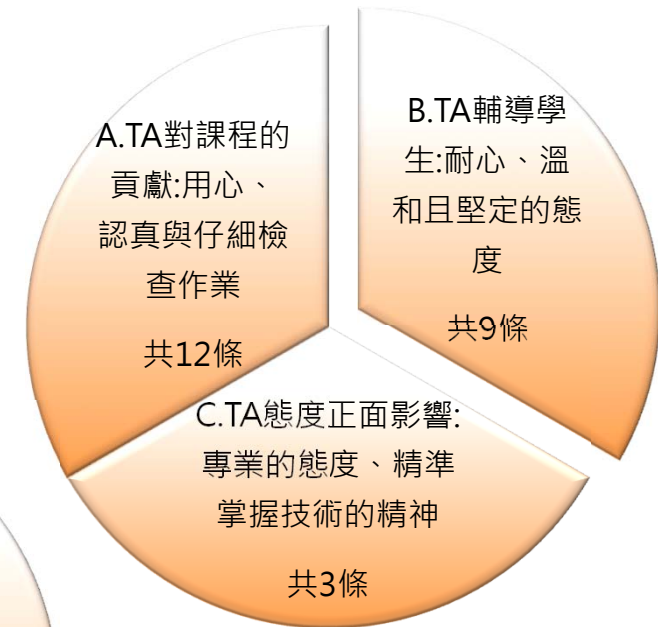 A.TA對課程的
貢獻:用心、
認真與仔細檢
查作業
共12條
B.TA輔導學
生:耐心、溫
和且堅定的態
度
共9條
C.TA態度正面影響:
專業的態度、精準
掌握技術的精神
共3條